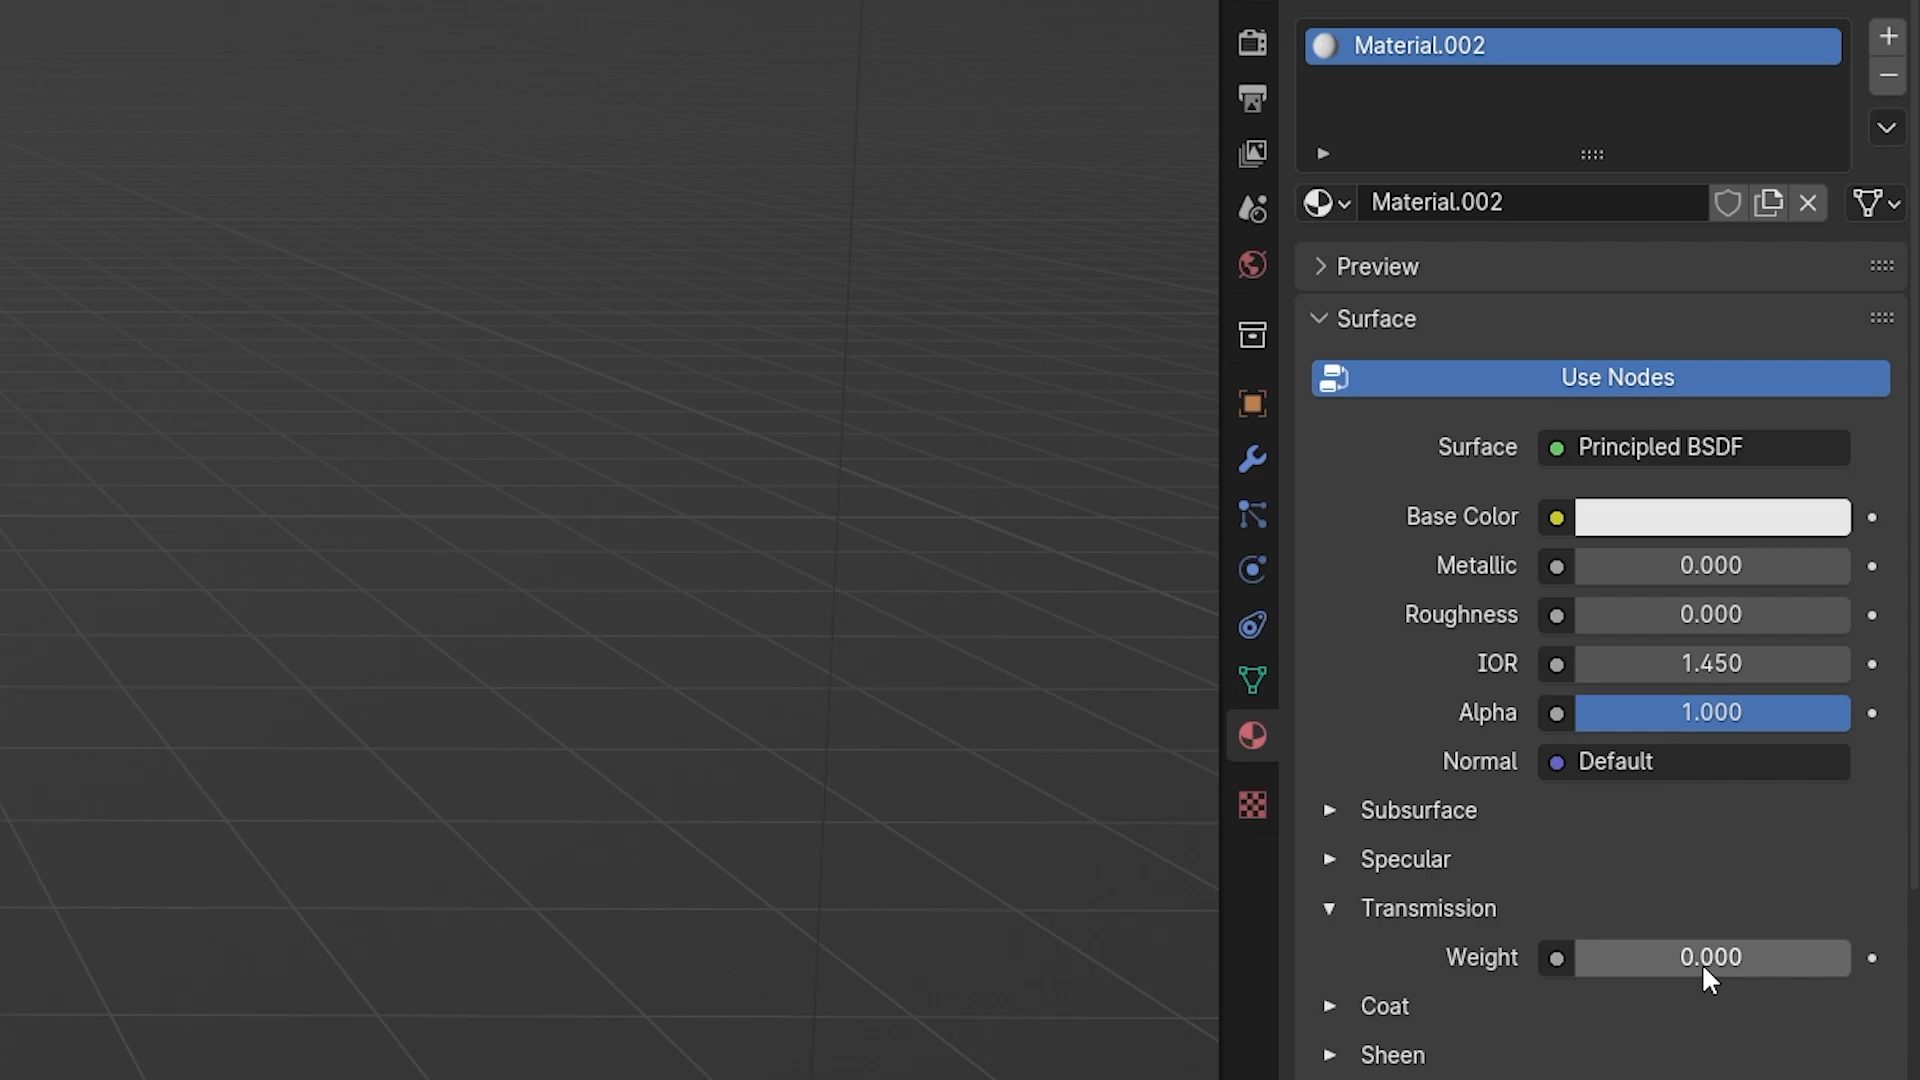 Material.002
Material.002
Preview
Surface
Use Nodes
Surface Principled BSDF
Base Color
Metallic 0.000
Roughness 0.000
IOR 1.450
Alpha 1.000
Normal Default
Subsurface
Specular
Transmission
Weight 0.000
Coat
Sheen